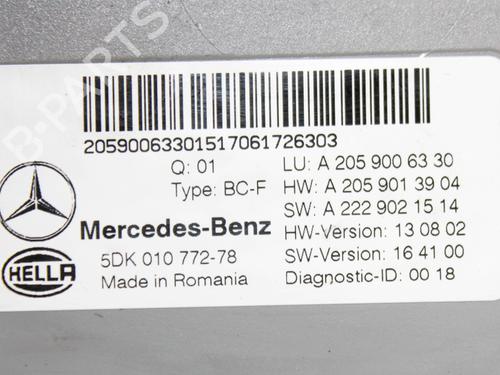 B-PARTS
20590063301517061726303
Q: 01
LU: A 205 900 63 30
Type: BC-F
HW: A 205 901 39 04
SW: A 222 902 15 14
Mercedes-Benz
HW-Version: 13 08 02
HELLA
5DK 010 772-78
SW-Version: 16 41 00
Made in Romania
Diagnostic-ID: 00 18